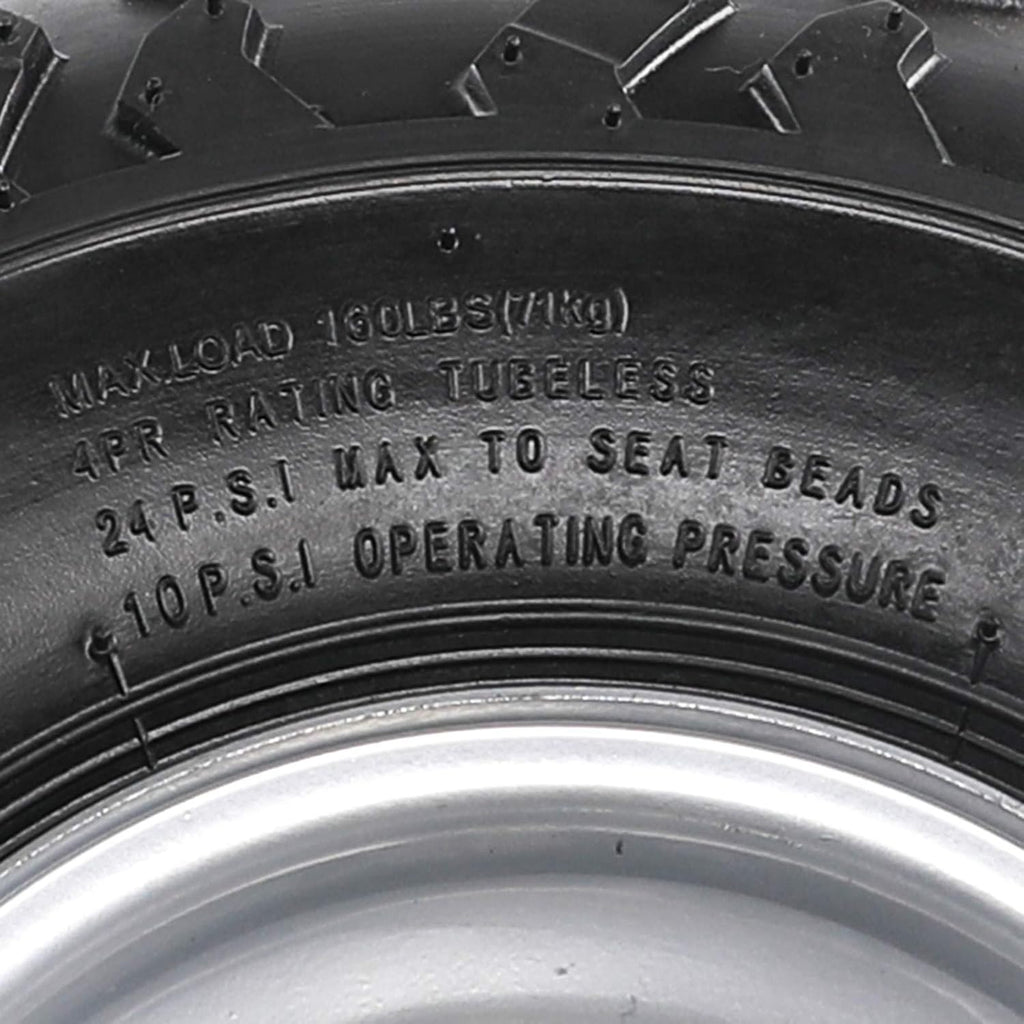 MAX.LOAD 160LBS(71kg)
4PR RATING TUBELESS
24 P.S.I MAX TO SEAT BEADS
10 P.S.I OPERATING PRESSURE